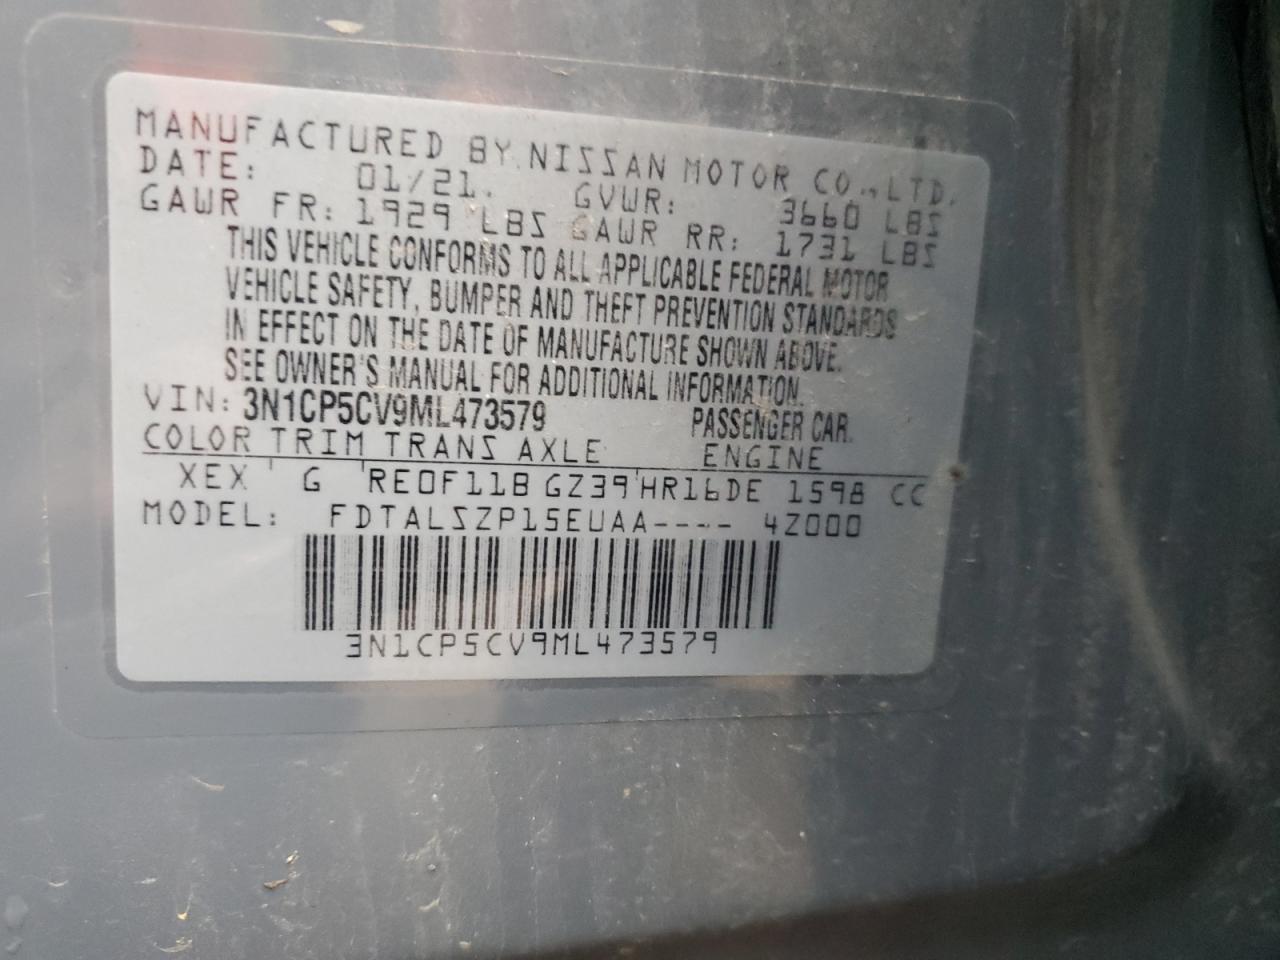 MANUFACTURED BY NISSAN MOTOR CO., LTD.
DATE: 01/21. GVWR: 3660 LBS
GAWR FR: 1929 LBS GAWR RR: 1731 LBS
THIS VEHICLE CONFORMS TO ALL APPLICABLE FEDERAL MOTOR
VEHICLE SAFETY, BUMPER AND THEFT PREVENTION STANDARDS
IN EFFECT ON THE DATE OF MANUFACTURE SHOWN ABOVE.
SEE OWNER'S MANUAL FOR ADDITIONAL INFORMATION.
VIN: 3N1CP5CV9ML473579 PASSENGER CAR.
COLOR TRIM TRANS AXLE ENGINE
XEX ' G 'RE0F11B GZ39'HR16DE 1598 CC
MODEL: FDTALSZP15EUAA---- 4Z000
3N1CP5CV9ML473579